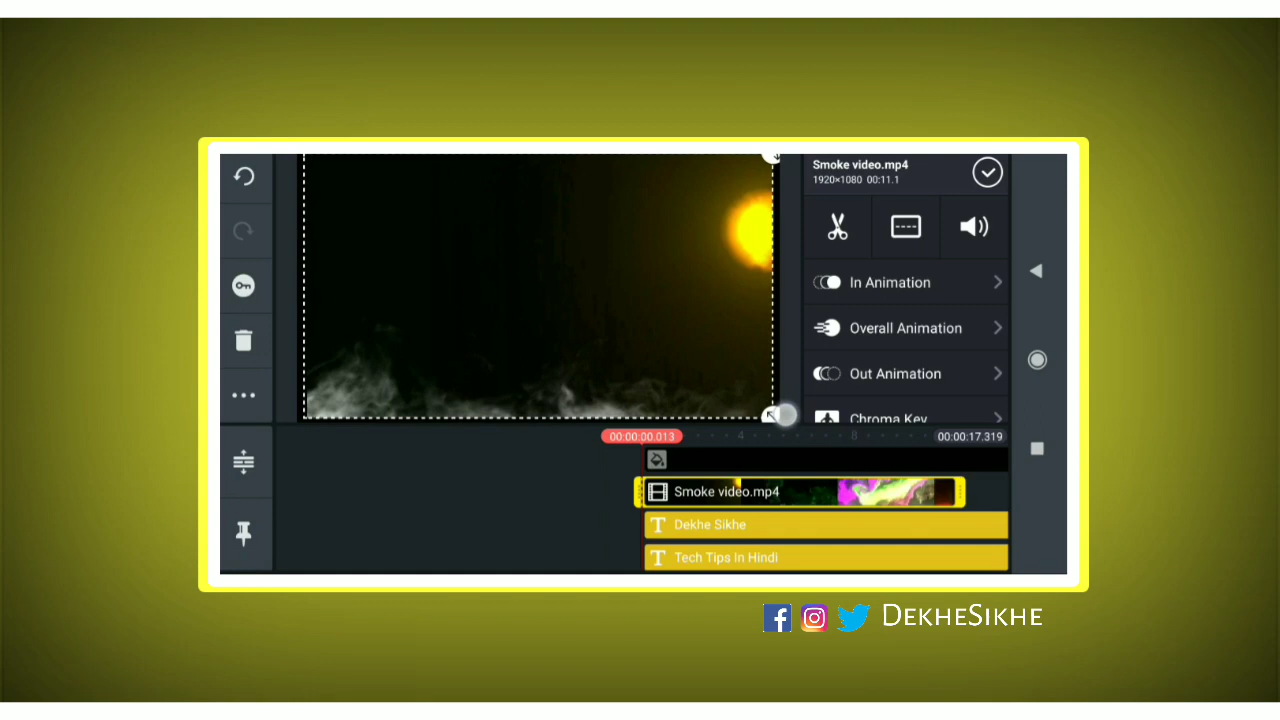 Smoke video.mp4
1920×1080 00:11.1
In Animation
Overall Animation
Out Animation
Chroma Key
00:00:00.013
4
8
00:00:17.319
Smoke video.mp4
T Dekhe Sikhe
T Tech Tips In Hindi
f DEKHESIKHE